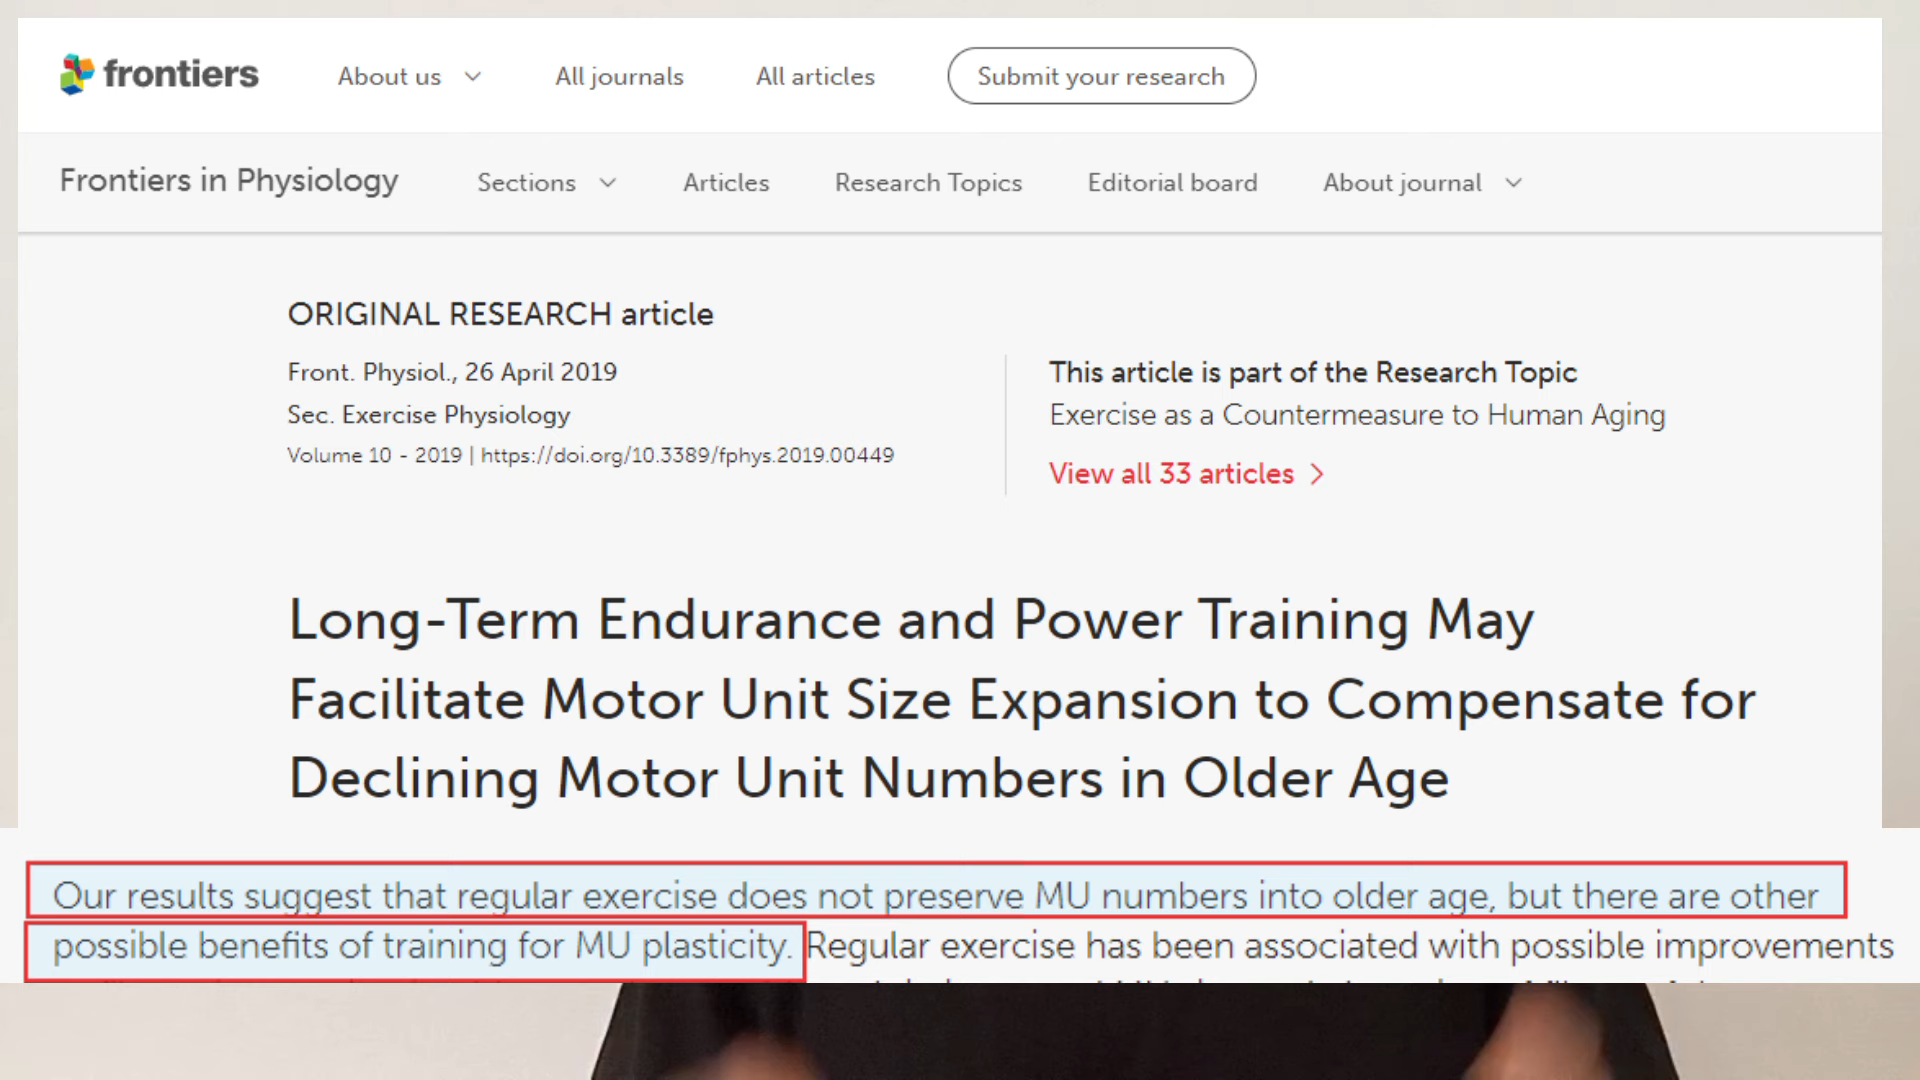 frontiers About us All journals All articles Submit your research
Frontiers in Physiology Sections Articles Research Topics Editorial board About journal
ORIGINAL RESEARCH article
Front. Physiol., 26 April 2019
Sec. Exercise Physiology
Volume 10 - 2019 | https://doi.org/10.3389/fphys.2019.00449
This article is part of the Research Topic
Exercise as a Countermeasure to Human Aging
View all 33 articles >
Long-Term Endurance and Power Training May
Facilitate Motor Unit Size Expansion to Compensate for
Declining Motor Unit Numbers in Older Age
Our results suggest that regular exercise does not preserve MU numbers into older age, but there are other
possible benefits of training for MU plasticity. Regular exercise has been associated with possible improvements